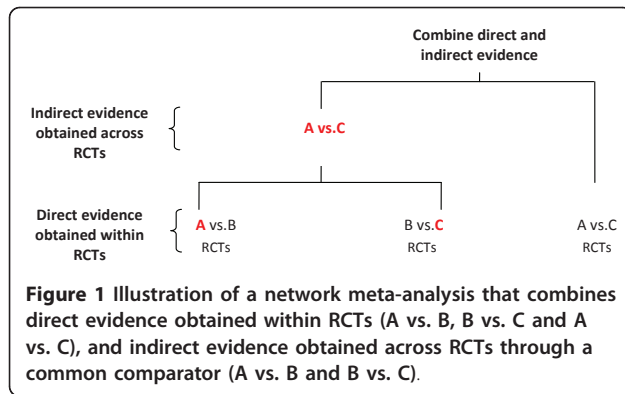 Combine direct and
indirect evidence
Indirect evidence
obtained across
RCTs
A vs.C
Direct evidence
obtained within
RCTs
A vs.B
RCTs
B vs.C
RCTs
A vs.C
RCTs
Figure 1 Illustration of a network meta-analysis that combines
direct evidence obtained within RCTs (A vs. B, B vs. C and A
vs. C), and indirect evidence obtained across RCTs through a
common comparator (A vs. B and B vs. C).